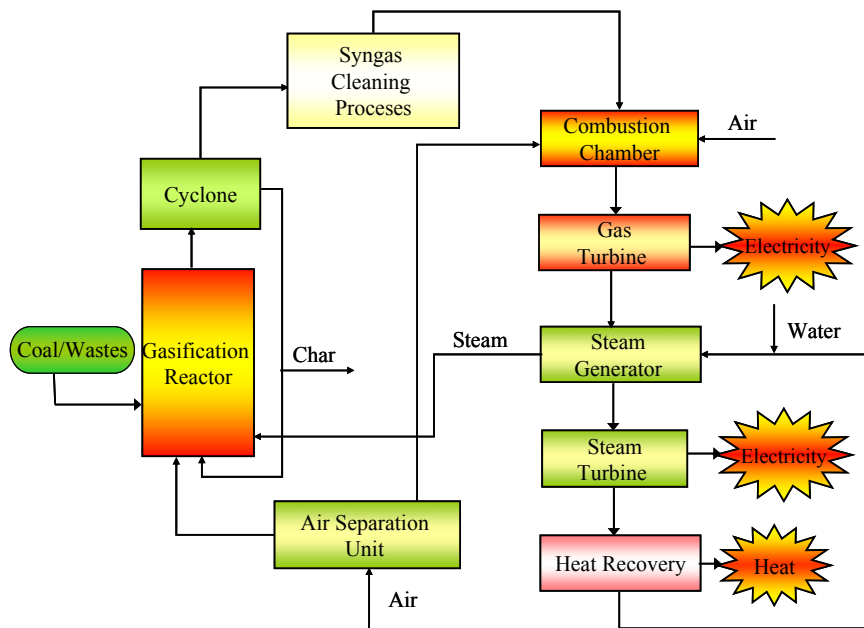 Syngas
Cleaning
Proceses
Combustion
Chamber
Air
Cyclone
Gas
Turbine
Electricity
Coal/Wastes
Gasification
Reactor
Char
Steam
Steam
Generator
Water
Steam
Turbine
Electricity
Air Separation
Unit
Heat Recovery
Heat
Air